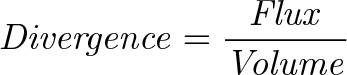 Divergence = Flux / Volume